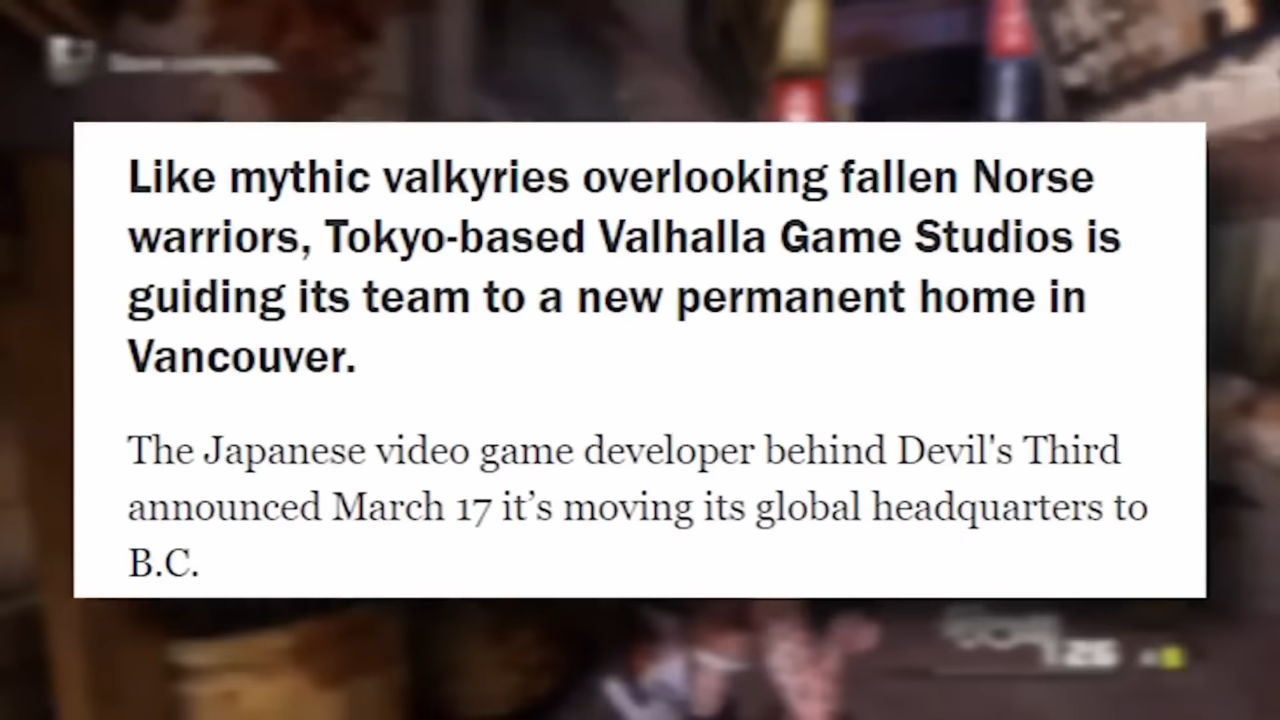 Like mythic valkyries overlooking fallen Norse
warriors, Tokyo-based Valhalla Game Studios is
guiding its team to a new permanent home in
Vancouver.
The Japanese video game developer behind Devil's Third
announced March 17 it’s moving its global headquarters to
B.C.
126